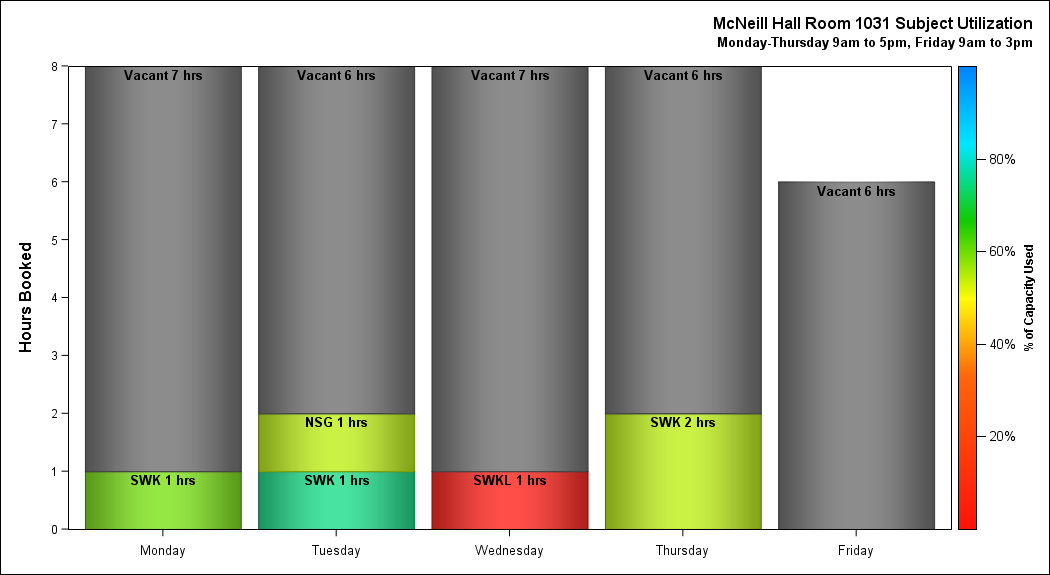 McNeill Hall Room 1031 Subject Utilization
Monday-Thursday 9am to 5pm, Friday 9am to 3pm
Hours Booked
8
7
6
5
4
3
2
1
0
Vacant 7 hrs
SWK 1 hrs
Vacant 6 hrs
NSG 1 hrs
SWK 1 hrs
Vacant 7 hrs
SWKL 1 hrs
Vacant 6 hrs
SWK 2 hrs
Vacant 6 hrs
Monday
Tuesday
Wednesday
Thursday
Friday
80%
60%
40%
20%
% of Capacity Used